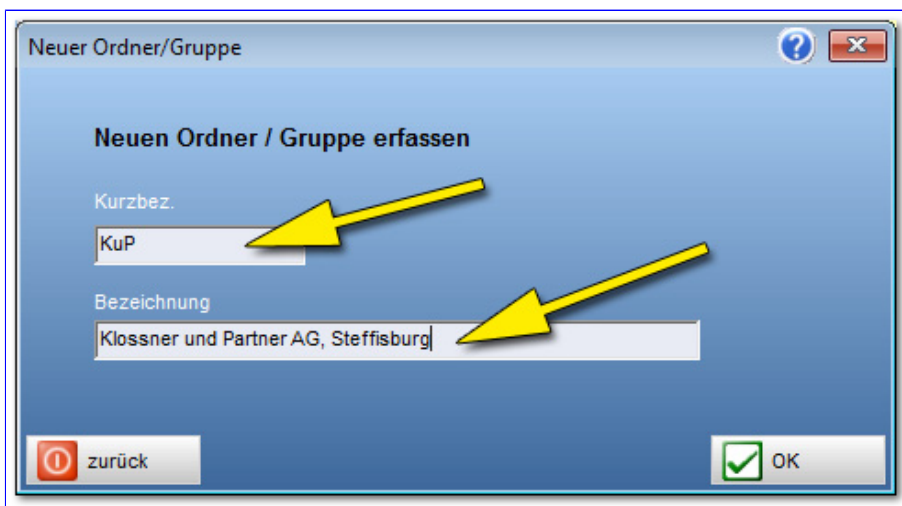 Neuer Ordner/Gruppe
Neuen Ordner / Gruppe erfassen
Kurzbez.
KuP
Bezeichnung
Klossner und Partner AG, Steffisburg
zurück
OK